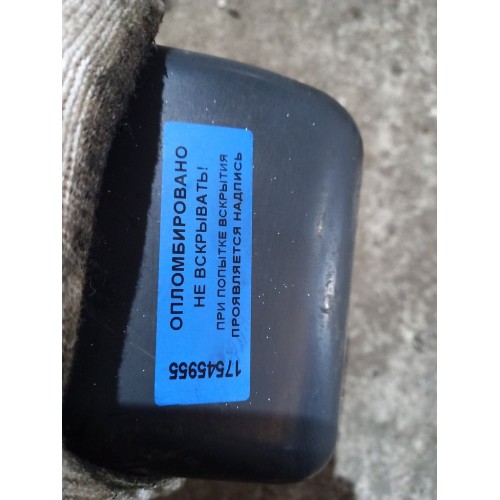 ОПЛОМБИРОВАНО
НЕ ВСКРЫВАТЬ!
ПРИ ПОПЫТКЕ ВСКРЫТИЯ
ПРОЯВЛЯЕТСЯ НАДПИСЬ
17545955